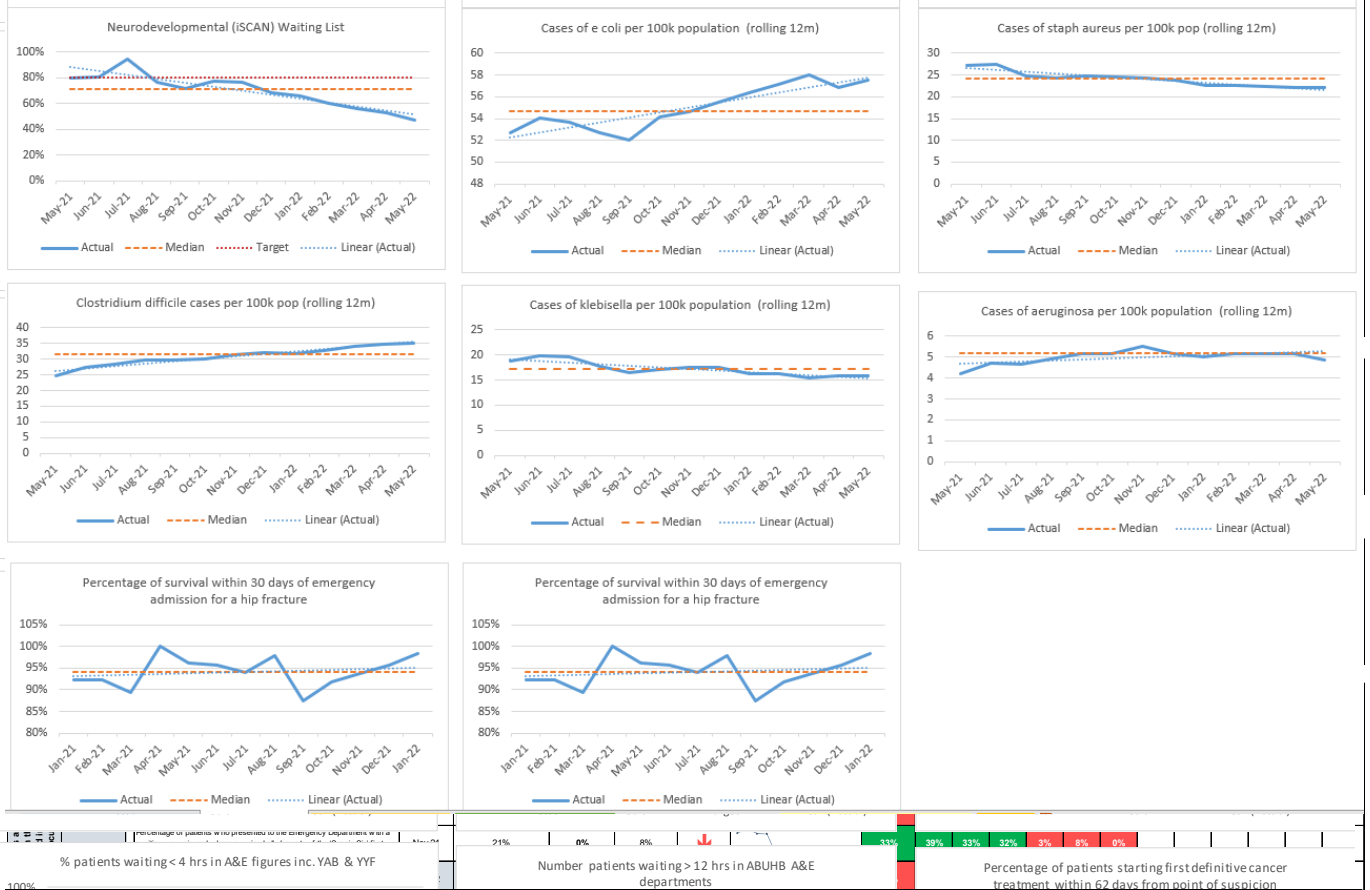 Neurodevelopmental (iSCAN) Waiting List
100%
80%
60%
40%
20%
0%
May-21 Jun-21 Jul-21 Aug-21 Sep-21 Oct-21 Nov-21 Dec-21 Jan-22 Feb-22 Mar-22 Apr-22 May-22
Actual Median Target Linear (Actual)
Cases of e coli per 100k population (rolling 12m)
60
58
56
54
52
50
48
May-21 Jun-21 Jul-21 Aug-21 Sep-21 Oct-21 Nov-21 Dec-21 Jan-22 Feb-22 Mar-22 Apr-22 May-22
Actual Median Linear (Actual)
Cases of staph aureus per 100k pop (rolling 12m)
30
25
20
15
10
5
0
May-21 Jun-21 Jul-21 Aug-21 Sep-21 Oct-21 Nov-21 Dec-21 Jan-22 Feb-22 Mar-22 Apr-22 May-22
Actual Median Linear (Actual)
Clostridium difficile cases per 100k pop (rolling 12m)
40
35
30
25
20
15
10
5
0
May-21 Jun-21 Jul-21 Aug-21 Sep-21 Oct-21 Nov-21 Dec-21 Jan-22 Feb-22 Mar-22 Apr-22 May-22
Actual Median Linear (Actual)
Cases of klebisella per 100k population (rolling 12m)
25
20
15
10
5
0
May-21 Jun-21 Jul-21 Aug-21 Sep-21 Oct-21 Nov-21 Dec-21 Jan-22 Feb-22 Mar-22 Apr-22 May-22
Actual Median Linear (Actual)
Cases of aeruginosa per 100k population (rolling 12m)
6
5
4
3
2
1
0
May-21 Jun-21 Jul-21 Aug-21 Sep-21 Oct-21 Nov-21 Dec-21 Jan-22 Feb-22 Mar-22 Apr-22 May-22
Actual Median Linear (Actual)
Percentage of survival within 30 days of emergency
admission for a hip fracture
105%
100%
95%
90%
85%
80%
Jan-21 Feb-21 Mar-21 Apr-21 May-21 Jun-21 Jul-21 Aug-21 Sep-21 Oct-21 Nov-21 Dec-21 Jan-22
Actual Median Linear (Actual)
Percentage of survival within 30 days of emergency
admission for a hip fracture
105%
100%
95%
90%
85%
80%
Jan-21 Feb-21 Mar-21 Apr-21 May-21 Jun-21 Jul-21 Aug-21 Sep-21 Oct-21 Nov-21 Dec-21 Jan-22
Actual Median Linear (Actual)
Percentage of patients who presented to the Emergency Department with a
21% 0% 8% 33% 39% 33% 32% 3% 8% 0%
% patients waiting < 4 hrs in A&E figures inc. YAB & YYF
100%
Number patients waiting > 12 hrs in ABUHB A&E
departments
Percentage of patients starting first definitive cancer
treatment within 62 days from point of suspicion